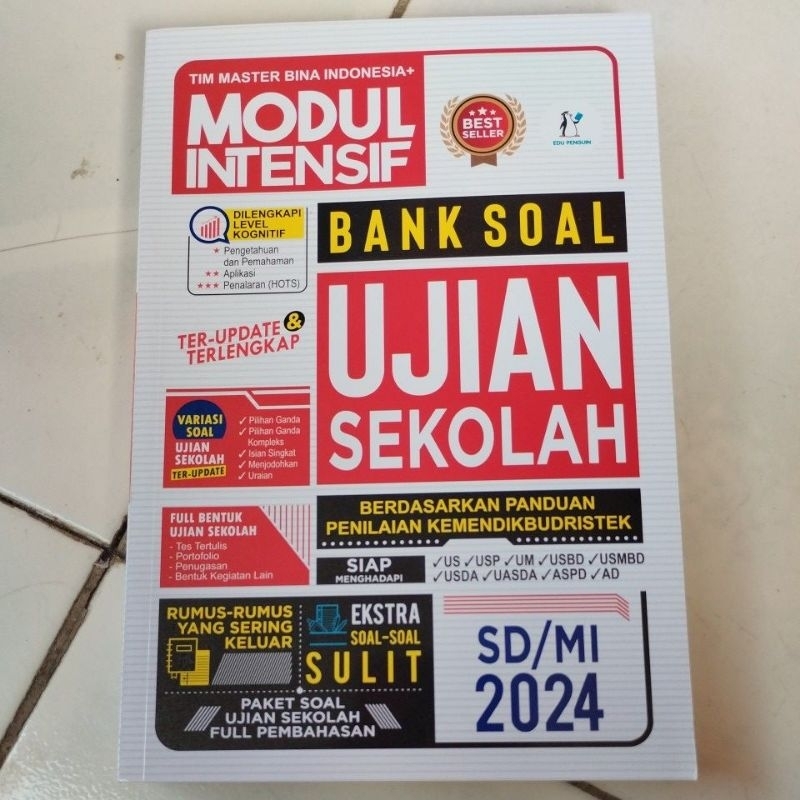 TIM MASTER BINA INDONESIA+
MODUL
INTENSIF
BEST
SELLER
EDU PENGUIN
DILENGKAPI
LEVEL
KOGNITIF
★ Pengetahuan
dan Pemahaman
★★ Aplikasi
★★★ Penalaran (HOTS)
BANK SOAL
UJIAN
SEKOLAH
TER-UPDATE &
TERLENGKAP
VARIASI
SOAL
UJIAN
SEKOLAH
TER-UPDATE
✓ Pilihan Ganda
✓ Pilihan Ganda
Kompleks
✓ Isian Singkat
✓ Menjodohkan
✓ Uraian
BERDASARKAN PANDUAN
PENILAIAN KEMENDIKBUDRISTEK
FULL BENTUK
UJIAN SEKOLAH
- Tes Tertulis
- Portofolio
- Penugasan
- Bentuk Kegiatan Lain
SIAP
MENGHADAPI
✓US ✓USP ✓UM ✓USBD ✓USMBD
✓USDA ✓UASDA ✓ASPD ✓AD
RUMUS-RUMUS
YANG SERING
KELUAR
EKSTRA
SOAL-SOAL
SULIT
PAKET SOAL
UJIAN SEKOLAH
FULL PEMBAHASAN
SD/MI
2024